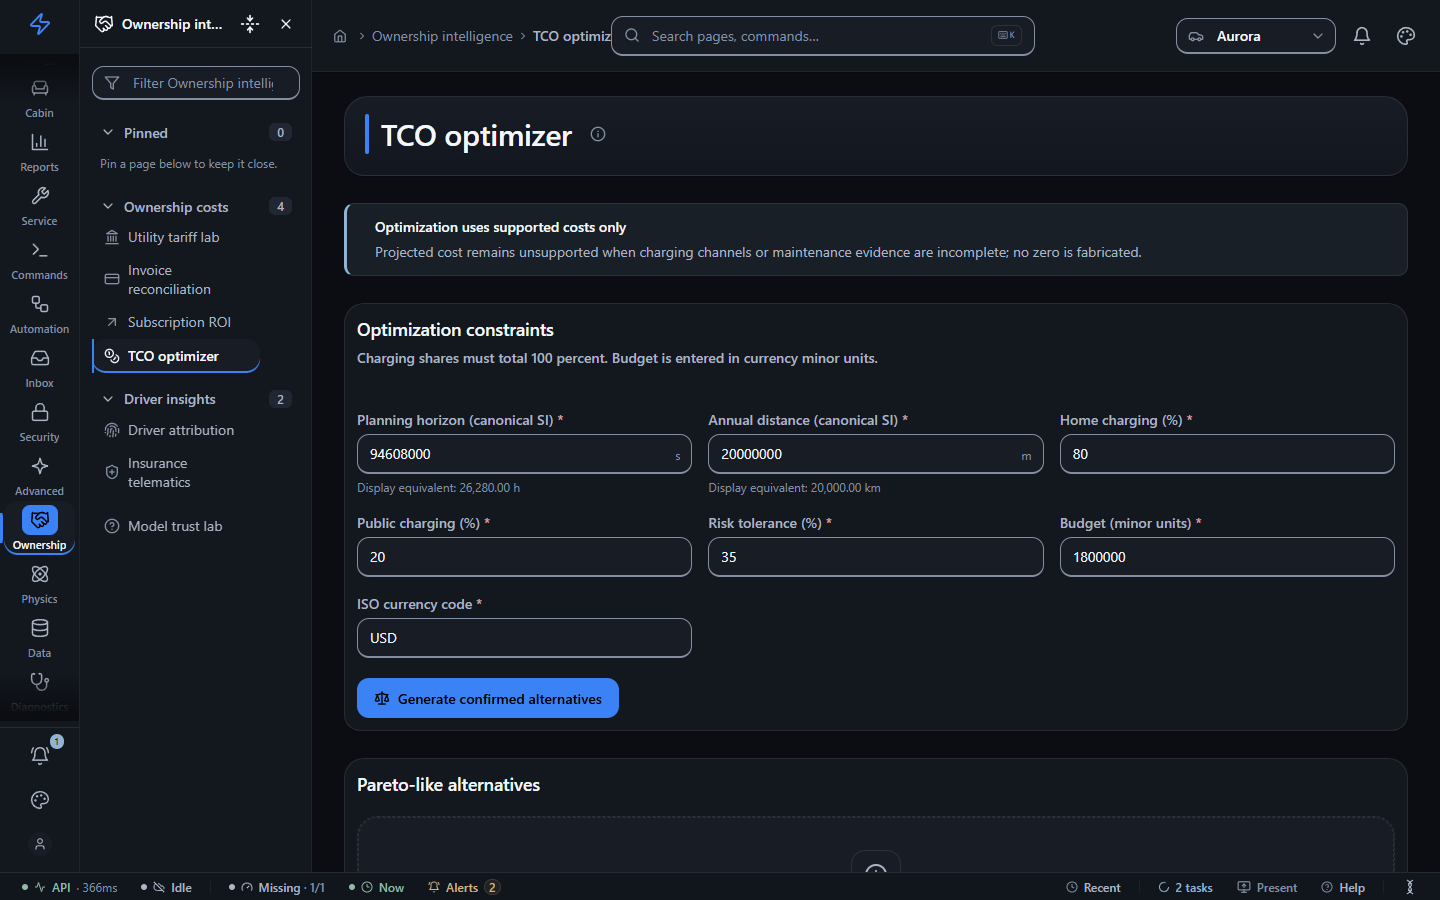 Ownership int...
Ownership intelligence
TCO optimiz
Search pages, commands...
K
Aurora
Cabin
Reports
Service
Commands
Automation
Inbox
Security
Advanced
Ownership
Physics
Data
Diagnostics
1
Filter Ownership intelli
Pinned
0
Pin a page below to keep it close.
Ownership costs
4
Utility tariff lab
Invoice
reconciliation
Subscription ROI
TCO optimizer
Driver insights
2
Driver attribution
Insurance
telematics
Model trust lab
TCO optimizer
Optimization uses supported costs only
Projected cost remains unsupported when charging channels or maintenance evidence are incomplete; no zero is fabricated.
Optimization constraints
Charging shares must total 100 percent. Budget is entered in currency minor units.
Planning horizon (canonical SI) *
94608000
s
Display equivalent: 26,280.00 h
Annual distance (canonical SI) *
20000000
m
Display equivalent: 20,000.00 km
Home charging (%) *
80
Public charging (%) *
20
Risk tolerance (%) *
35
Budget (minor units) *
1800000
ISO currency code *
USD
Generate confirmed alternatives
Pareto-like alternatives
API · 366ms
Idle
Missing · 1/1
Now
Alerts 2
Recent
2 tasks
Present
Help